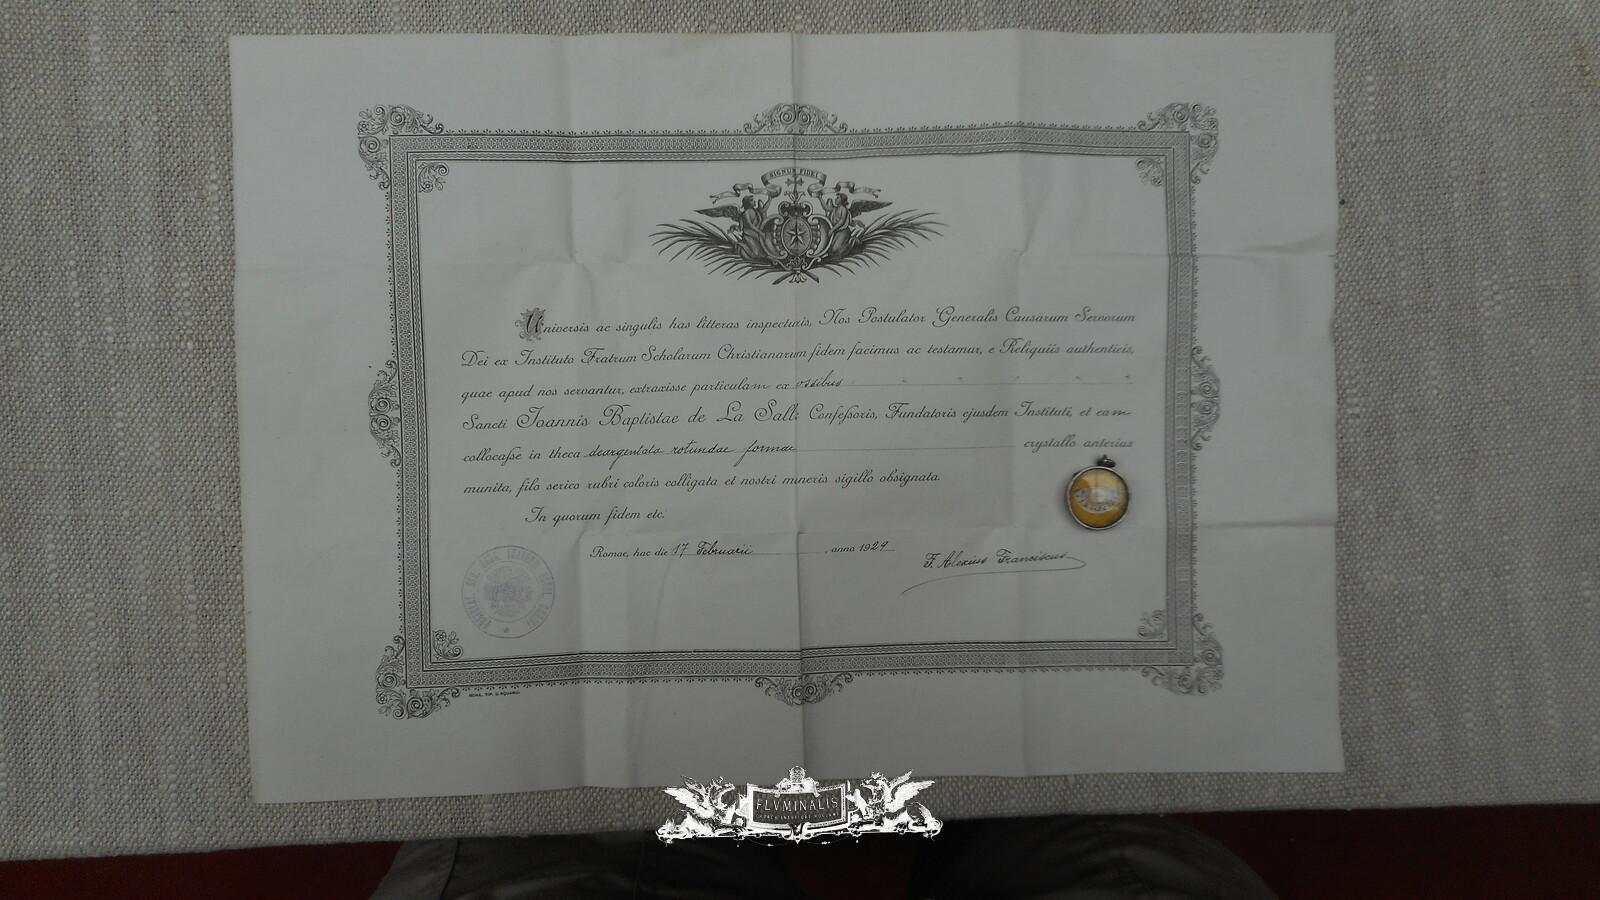 SIGNUM FIDEI
Universis ac singulis has litteras inspecturis, Nos Postulator Generalis Causarum Servorum
Dei ex Instituto Fratrum Scholarum Christianarum fidem facimus ac testamur, e Reliquiis authenticis,
quae apud nos servantur, extraxisse particulam ex ossibus
Sancti Joannis Baptistae de La Salle Confessoris, Fundatoris ejusdem Instituti, et eam
collocasse in theca deargentata rotundae formae crystallo anterius
munita, filo serico rubri coloris colligata et nostri muneris sigillo obsignata.
In quorum fidem etc.
Romae, hac die 17 Februarii, anno 1929
F. Alexius Franciscus
ROMA, TIP.
FLVMINALIS